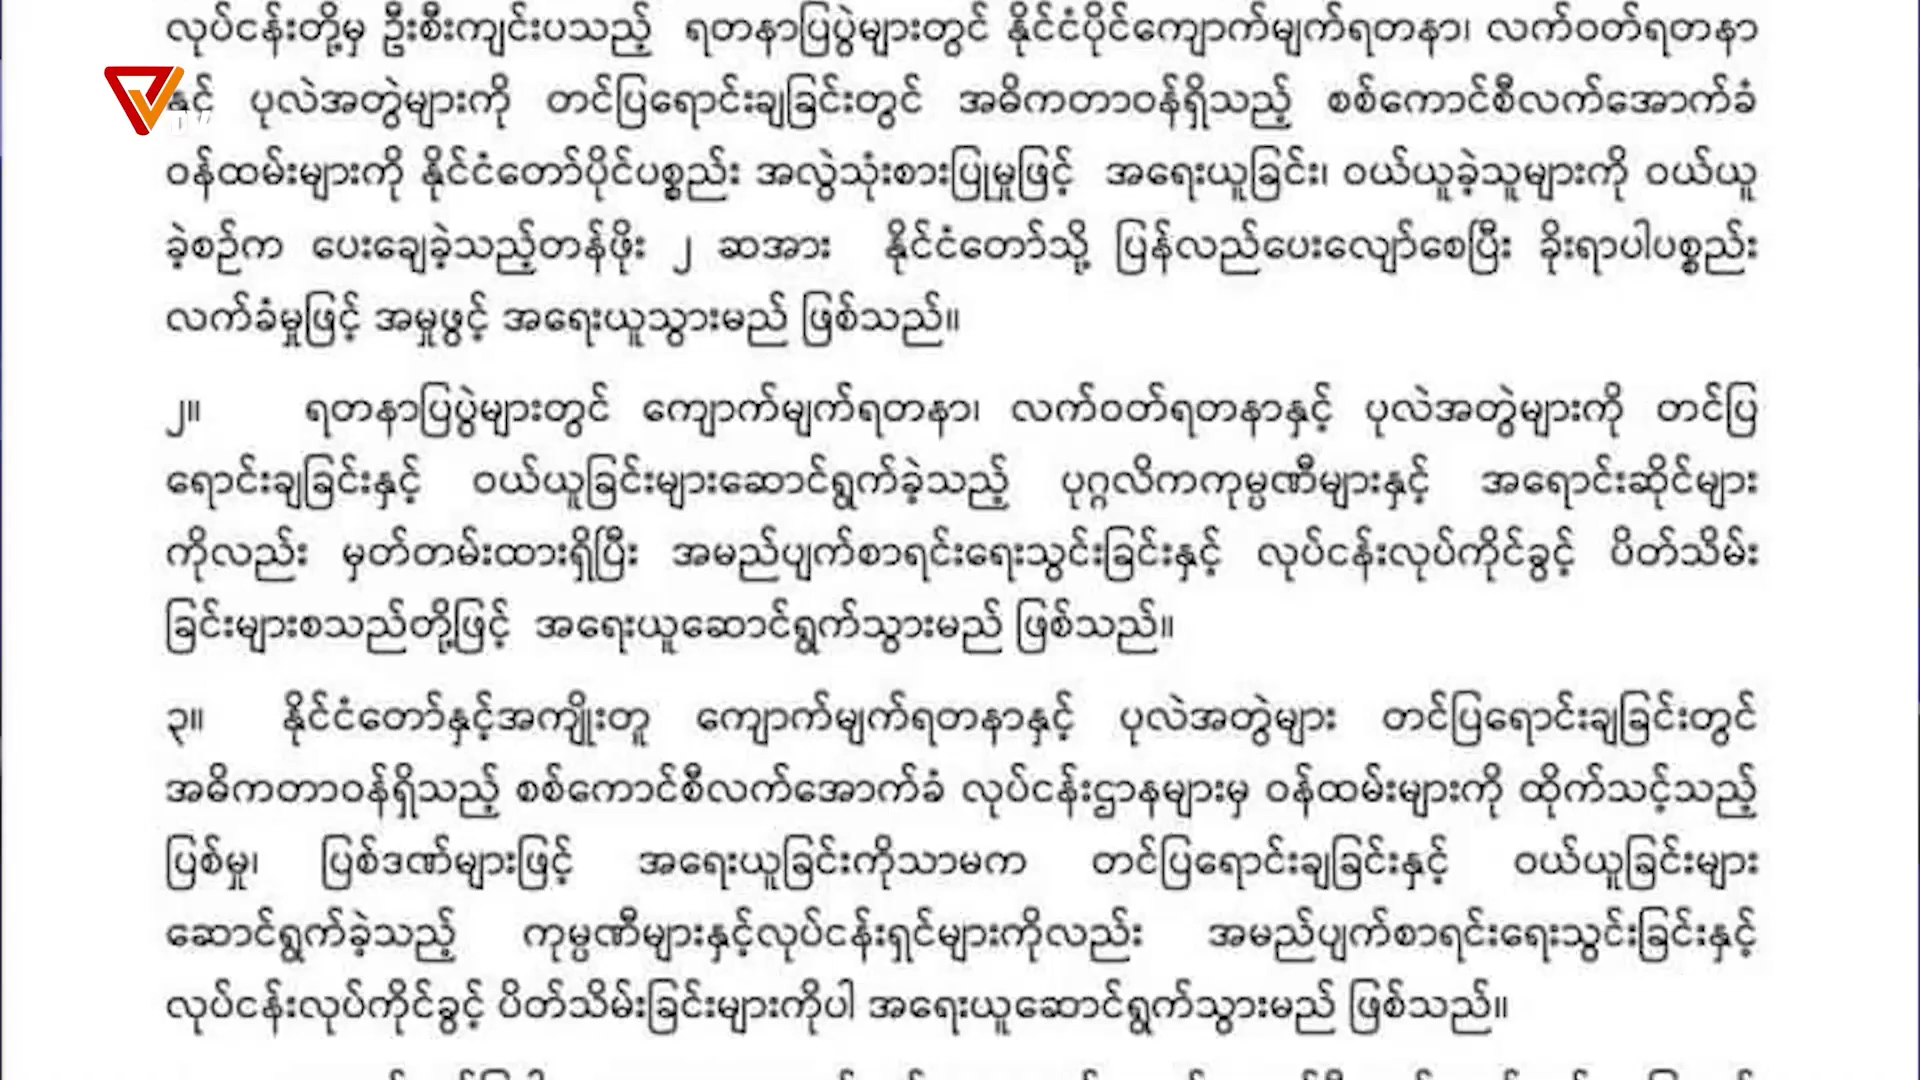 လုပ်ငန်းတို့မှ ဦးစီးကျင်းပသည့် ရတနာပြပွဲများတွင် နိုင်ငံပိုင်ကျောက်မျက်ရတနာ၊ လက်ဝတ်ရတနာ
နှင့် ပုလဲအတွဲများကို တင်ပြရောင်းချခြင်းတွင် အဓိကတာဝန်ရှိသည့် စစ်ကောင်စီလက်အောက်ခံ
ဝန်ထမ်းများကို နိုင်ငံတော်ပိုင်ပစ္စည်း အလွဲသုံးစားပြုမှုဖြင့် အရေးယူခြင်း၊ ဝယ်ယူခဲ့သူများကို ဝယ်ယူ
ခဲ့စဉ်က ပေးချေခဲ့သည့်တန်ဖိုး ၂ ဆအား နိုင်ငံတော်သို့ ပြန်လည်ပေးလျော်စေပြီး ခိုးရာပါပစ္စည်း
လက်ခံမှုဖြင့် အမှုဖွင့် အရေးယူသွားမည် ဖြစ်သည်။
၂။ ရတနာပြပွဲများတွင် ကျောက်မျက်ရတနာ၊ လက်ဝတ်ရတနာနှင့် ပုလဲအတွဲများကို တင်ပြ
ရောင်းချခြင်းနှင့် ဝယ်ယူခြင်းများဆောင်ရွက်ခဲ့သည့် ပုဂ္ဂလိကကုမ္ပဏီများနှင့် အရောင်းဆိုင်များ
ကိုလည်း မှတ်တမ်းထားရှိပြီး အမည်ပျက်စာရင်းရေးသွင်းခြင်းနှင့် လုပ်ငန်းလုပ်ကိုင်ခွင့် ပိတ်သိမ်း
ခြင်းများစသည်တို့ဖြင့် အရေးယူဆောင်ရွက်သွားမည် ဖြစ်သည်။
၃။ နိုင်ငံတော်နှင့်အကျိုးတူ ကျောက်မျက်ရတနာနှင့် ပုလဲအတွဲများ တင်ပြရောင်းချခြင်းတွင်
အဓိကတာဝန်ရှိသည့် စစ်ကောင်စီလက်အောက်ခံ လုပ်ငန်းဌာနများမှ ဝန်ထမ်းများကို ထိုက်သင့်သည့်
ပြစ်မှု၊ ပြစ်ဒဏ်များဖြင့် အရေးယူခြင်းကိုသာမက တင်ပြရောင်းချခြင်းနှင့် ဝယ်ယူခြင်းများ
ဆောင်ရွက်ခဲ့သည့် ကုမ္ပဏီများနှင့်လုပ်ငန်းရှင်များကိုလည်း အမည်ပျက်စာရင်းရေးသွင်းခြင်းနှင့်
လုပ်ငန်းလုပ်ကိုင်ခွင့် ပိတ်သိမ်းခြင်းများကိုပါ အရေးယူဆောင်ရွက်သွားမည် ဖြစ်သည်။